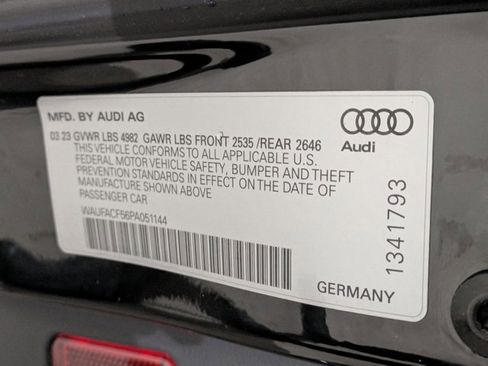 MFD. BY AUDI AG
03 23 GVWR LBS 4982 GAWR LBS FRONT 2535 /REAR 2646
THIS VEHICLE CONFORMS TO ALL APPLICABLE U.S.
FEDERAL MOTOR VEHICLE SAFETY, BUMPER AND THEFT
PREVENTION STANDARDS IN EFFECT ON THE DATE OF
MANUFACTURE SHOWN ABOVE
PASSENGER CAR
WAUFACF56PA051144
Audi
1341793
GERMANY